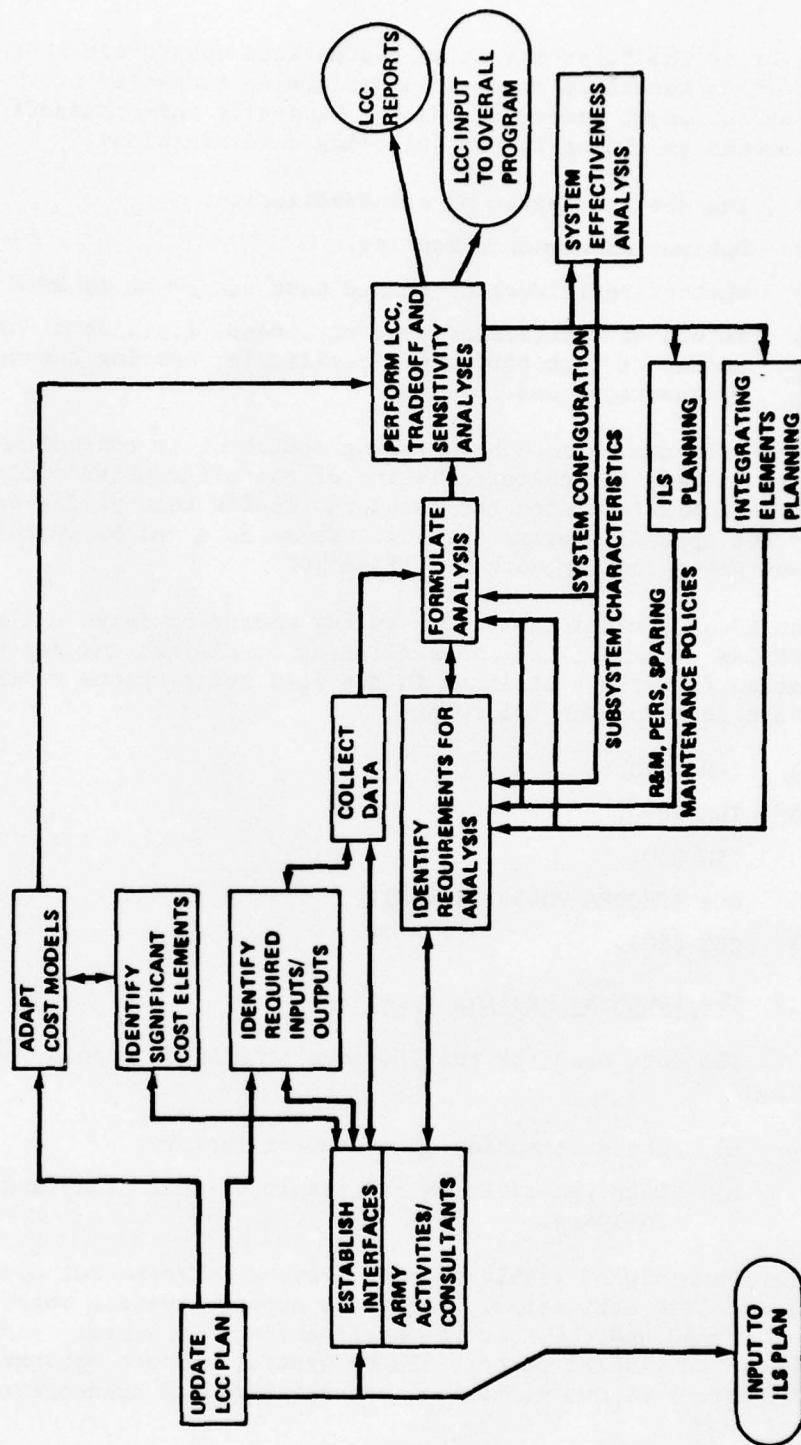 UPDATE
LCC PLAN
INPUT TO
ILS PLAN
ESTABLISH
INTERFACES
ARMY
ACTIVITIES/
CONSULTANTS
ADAPT
COST MODELS
IDENTIFY
SIGNIFICANT
COST ELEMENTS
IDENTIFY
REQUIRED
INPUTS/
OUTPUTS
COLLECT
DATA
IDENTIFY
REQUIREMENTS FOR
ANALYSIS
FORMULATE
ANALYSIS
PERFORM LCC,
TRADEOFF AND
SENSITIVITY
ANALYSES
LCC
REPORTS
LCC INPUT
TO OVERALL
PROGRAM
SYSTEM
EFFECTIVENESS
ANALYSIS
SYSTEM CONFIGURATION
SUBSYSTEM CHARACTERISTICS
R&M, PERS, SPARING
MAINTENANCE POLICIES
ILS
PLANNING
INTEGRATING
ELEMENTS
PLANNING